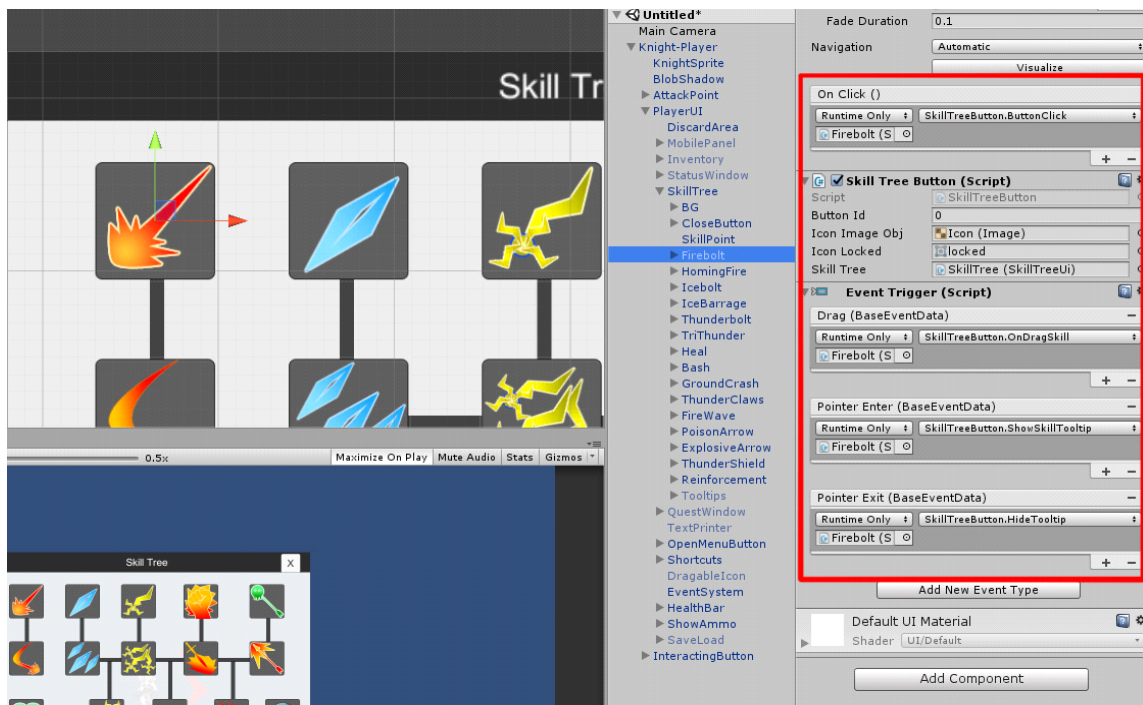 Skill Tr
0.5x
Maximize On Play
Mute Audio
Stats
Gizmos
Skill Tree
X
Untitled*
Main Camera
Knight-Player
KnightSprite
BlobShadow
AttackPoint
PlayerUI
DiscardArea
MobilePanel
Inventory
StatusWindow
SkillTree
BG
CloseButton
SkillPoint
Firebolt
HomingFire
Icebolt
IceBarrage
Thunderbolt
TriThunder
Heal
Bash
GroundCrash
ThunderClaws
FireWave
PoisonArrow
ExplosiveArrow
ThunderShield
Reinforcement
Tooltips
QuestWindow
TextPrinter
OpenMenuButton
Shortcuts
DragableIcon
EventSystem
HealthBar
ShowAmmo
SaveLoad
InteractingButton
Fade Duration 0.1
Navigation Automatic
Visualize
On Click ()
Runtime Only SkillTreeButton.ButtonClick
Firebolt (S
+ −
Skill Tree Button (Script)
Script SkillTreeButton
Button Id 0
Icon Image Obj Icon (Image)
Icon Locked locked
Skill Tree SkillTree (SkillTreeUi)
Event Trigger (Script)
Drag (BaseEventData) −
Runtime Only SkillTreeButton.OnDragSkill
Firebolt (S
+ −
Pointer Enter (BaseEventData) −
Runtime Only SkillTreeButton.ShowSkillTooltip
Firebolt (S
+ −
Pointer Exit (BaseEventData) −
Runtime Only SkillTreeButton.HideTooltip
Firebolt (S
+ −
Add New Event Type
Default UI Material
Shader UI/Default
Add Component